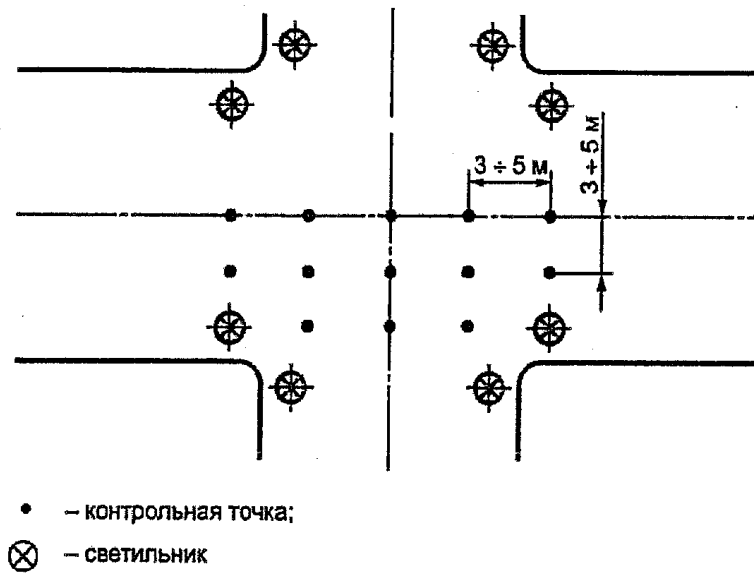 3 ÷ 5 м
3 ÷ 5 м
– контрольная точка;
– светильник